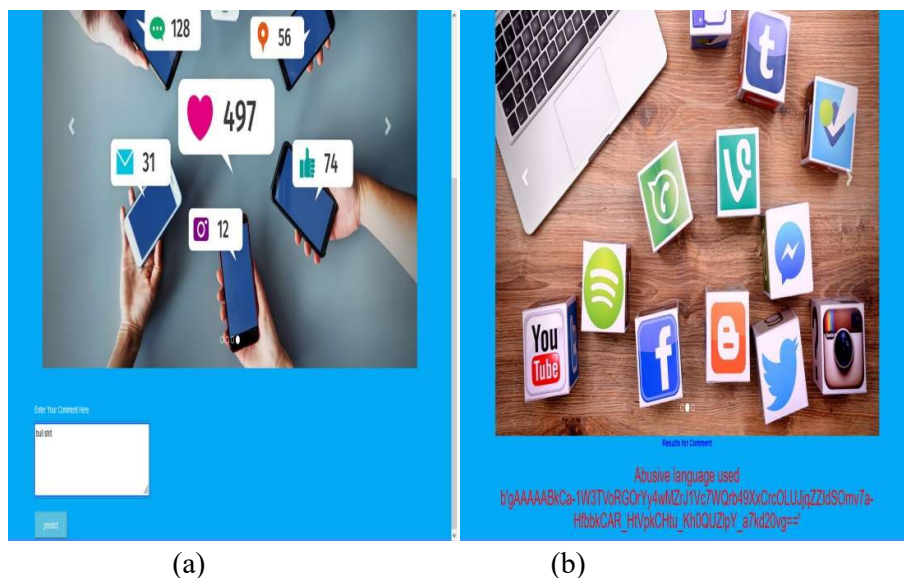 128
56
497
31
74
12
Enter Your Comment Here
bull shit
predict
(a)
t
You
Tube
f
Results for Comment
Abusive language used
b'gAAAAABkCa-1W3TVoRGOrYy4wMZrJ1Vc7WQrb49XxCrcOLUJjqZZIdSOmv7a-
HfbbkCAR_HtVpkCHtu_Kh0QUZlpY_a7kd20vg=='
(b)